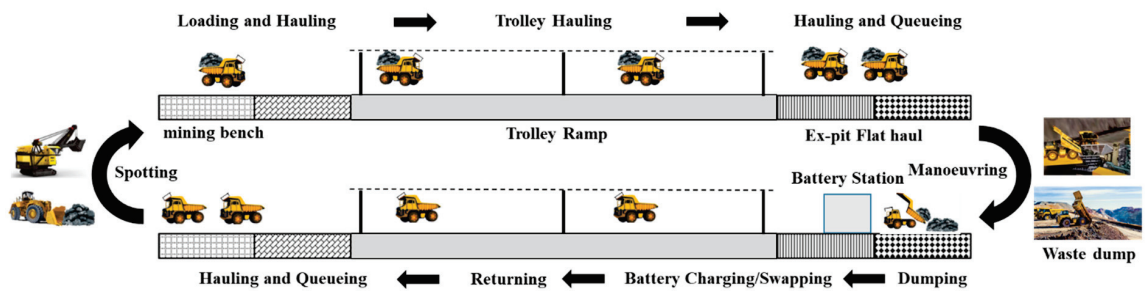 Loading and Hauling
Trolley Hauling
Hauling and Queueing
mining bench
Trolley Ramp
Ex-pit Flat haul
Spotting
Manoeuvring
Battery Station
Waste dump
Hauling and Queueing
Returning
Battery Charging/Swapping
Dumping